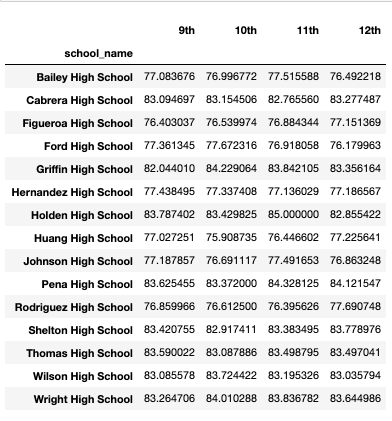 9th 10th 11th 12th
school_name
Bailey High School 77.083676 76.996772 77.515588 76.492218
Cabrera High School 83.094697 83.154506 82.765560 83.277487
Figueroa High School 76.403037 76.539974 76.884344 77.151369
Ford High School 77.361345 77.672316 76.918058 76.179963
Griffin High School 82.044010 84.229064 83.842105 83.356164
Hernandez High School 77.438495 77.337408 77.136029 77.186567
Holden High School 83.787402 83.429825 85.000000 82.855422
Huang High School 77.027251 75.908735 76.446602 77.225641
Johnson High School 77.187857 76.691117 77.491653 76.863248
Pena High School 83.625455 83.372000 84.328125 84.121547
Rodriguez High School 76.859966 76.612500 76.395626 77.690748
Shelton High School 83.420755 82.917411 83.383495 83.778976
Thomas High School 83.590022 83.087886 83.498795 83.497041
Wilson High School 83.085578 83.724422 83.195326 83.035794
Wright High School 83.264706 84.010288 83.836782 83.644986